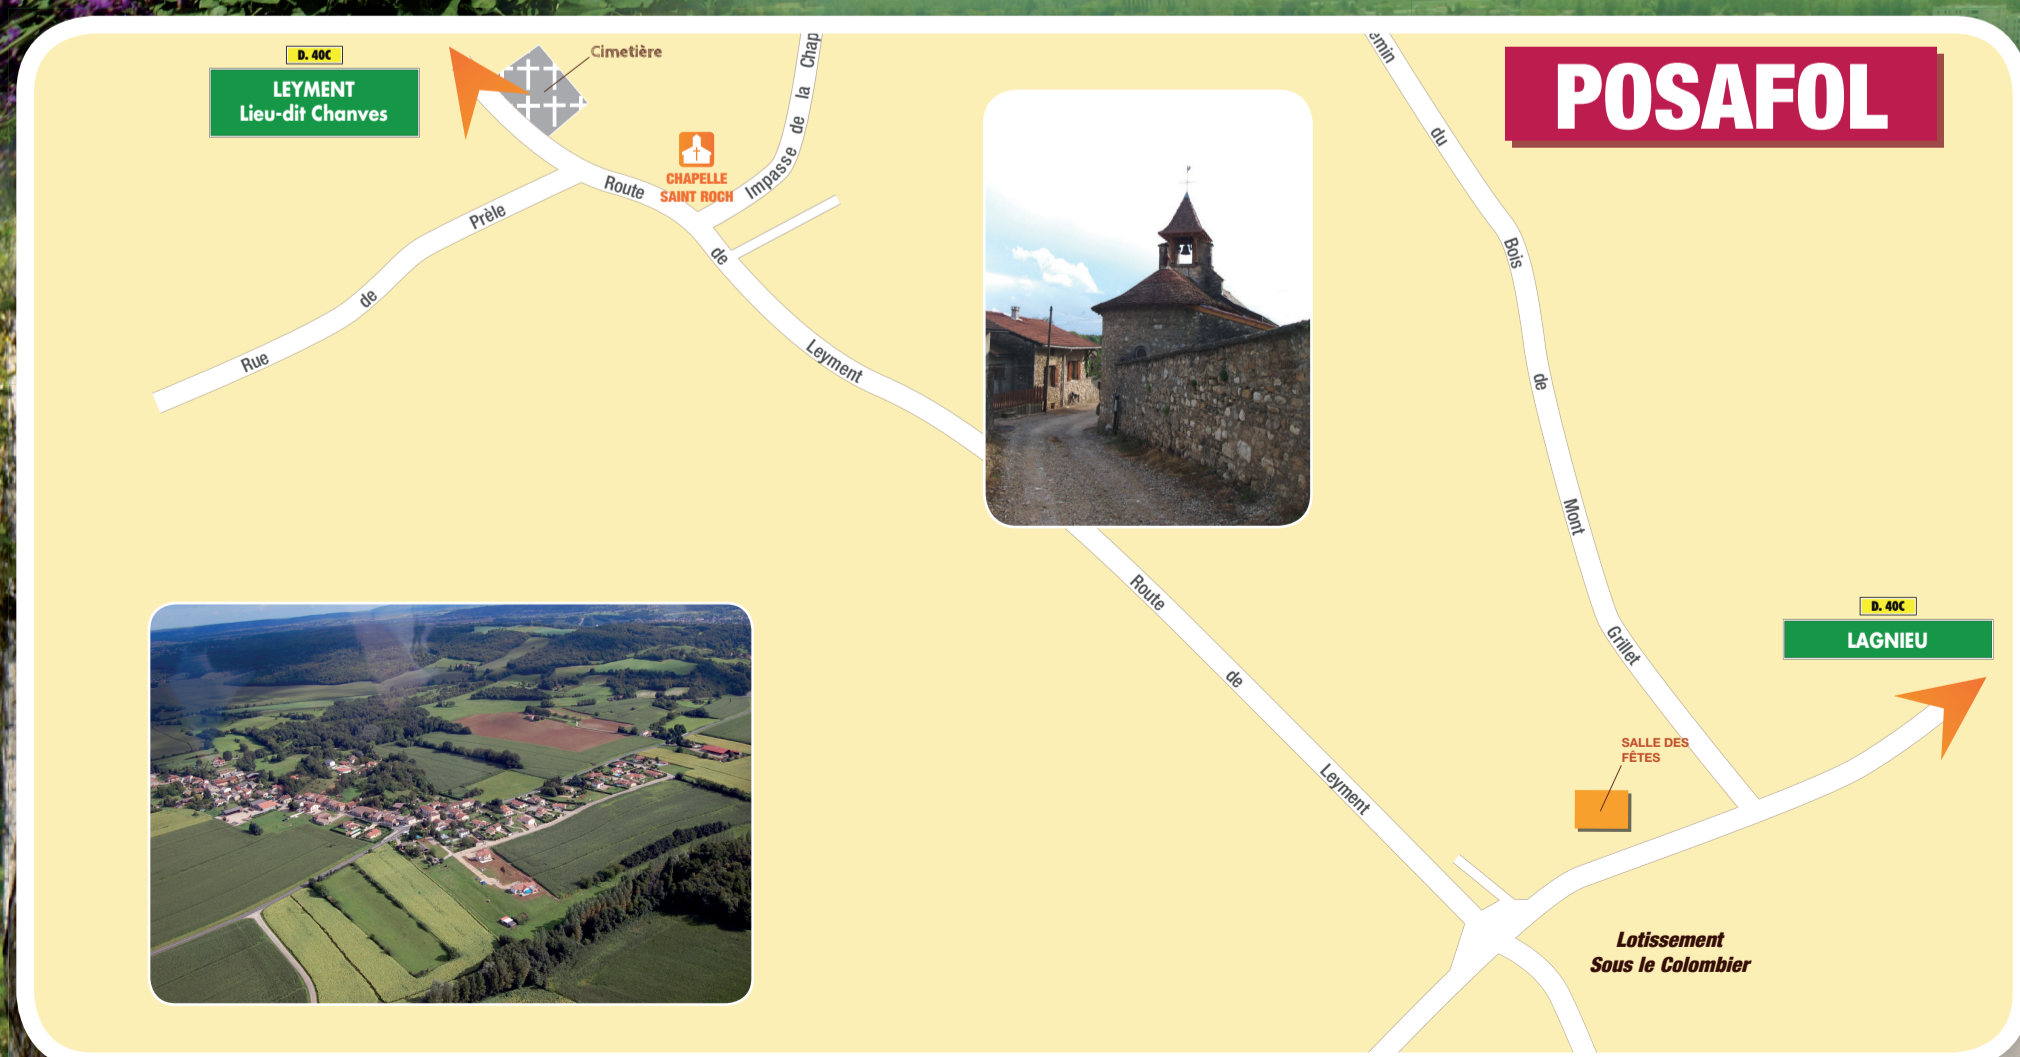 D. 40C
LEYMENT
Lieu-dit Chanves
Cimetière
CHAPELLE
SAINT ROCH
Impasse de la Chap
emin du Bois de Mont Grillet
POSAFOL
Rue de Prèle
Route de Leyment
Route de Leyment
D. 40C
LAGNIEU
SALLE DES
FÊTES
Lotissement
Sous le Colombier